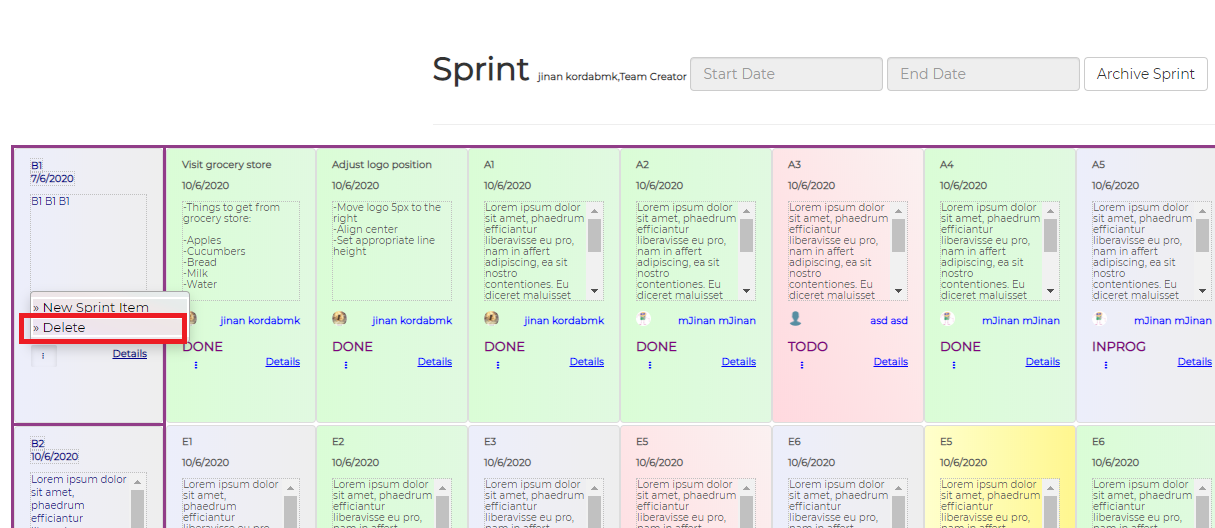 Sprint jinan kordabmk,Team Creator Start Date End Date Archive Sprint
B1
7/6/2020
B1 B1 B1
» New Sprint Item
» Delete
Details
Visit grocery store
10/6/2020
-Things to get from
grocery store:
-Apples
-Cucumbers
-Bread
-Milk
-Water
jinan kordabmk
DONE
Details
Adjust logo position
10/6/2020
-Move logo 5px to the
right
-Align center
-Set appropriate line
height
jinan kordabmk
DONE
Details
A1
10/6/2020
Lorem ipsum dolor
sit amet, phaedrum
efficiantur
liberavisse eu pro,
nam in affert
adipiscing, ea sit
nostro
contentiones. Eu
diceret maluisset
jinan kordabmk
DONE
Details
A2
10/6/2020
Lorem ipsum dolor
sit amet, phaedrum
efficiantur
liberavisse eu pro,
nam in affert
adipiscing, ea sit
nostro
contentiones. Eu
diceret maluisset
mJinan mJinan
DONE
Details
A3
10/6/2020
Lorem ipsum dolor
sit amet, phaedrum
efficiantur
liberavisse eu pro,
nam in affert
adipiscing, ea sit
nostro
contentiones. Eu
diceret maluisset
asd asd
TODO
Details
A4
10/6/2020
Lorem ipsum dolor
sit amet, phaedrum
efficiantur
liberavisse eu pro,
nam in affert
adipiscing, ea sit
nostro
contentiones. Eu
diceret maluisset
mJinan mJinan
DONE
Details
A5
10/6/2020
Lorem ipsum dolor
sit amet, phaedrum
efficiantur
liberavisse eu pro,
nam in affert
adipiscing, ea sit
nostro
contentiones. Eu
diceret maluisset
mJinan mJinan
INPROG
Details
B2
10/6/2020
Lorem ipsum dolor
sit amet,
phaedrum
efficiantur
E1
10/6/2020
Lorem ipsum dolor
sit amet,
phaedrum
efficiantur
E2
10/6/2020
Lorem ipsum dolor
sit amet, phaedrum
efficiantur
liberavisse eu pro,
nam in affert
E3
10/6/2020
Lorem ipsum dolor
sit amet, phaedrum
efficiantur
liberavisse eu pro,
nam in affert
E5
10/6/2020
Lorem ipsum dolor
sit amet, phaedrum
efficiantur
liberavisse eu pro,
nam in affert
E6
10/6/2020
Lorem ipsum dolor
sit amet, phaedrum
efficiantur
liberavisse eu pro,
nam in affert
E5
10/6/2020
Lorem ipsum dolor
sit amet, phaedrum
efficiantur
liberavisse eu pro,
nam in affert
E6
10/6/2020
Lorem ipsum dolor
sit amet, phaedrum
efficiantur
liberavisse eu pro,
nam in affert